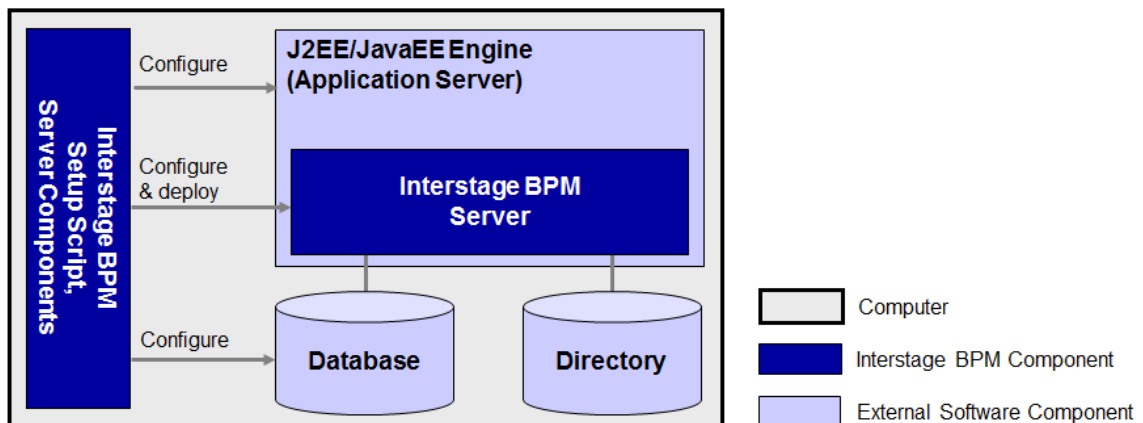 Interstage BPM
Setup Script,
Server Components
Configure
J2EE/JavaEE Engine
(Application Server)
Configure
& deploy
Interstage BPM
Server
Configure
Database
Directory
Computer
Interstage BPM Component
External Software Component